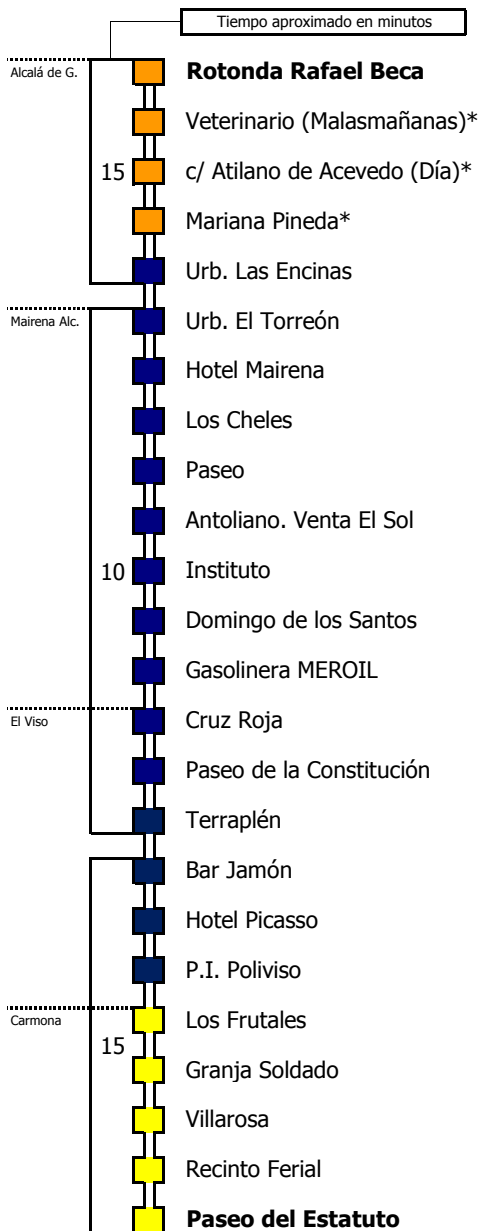 Tiempo aproximado en minutos
Alcalá de G.
Rotonda Rafael Beca
Veterinario (Malasmañanas)*
15
c/ Atilano de Acevedo (Día)*
Mariana Pineda*
Urb. Las Encinas
Mairena Alc.
Urb. El Torreón
Hotel Mairena
Los Cheles
Paseo
Antoliano. Venta El Sol
10
Instituto
Domingo de los Santos
Gasolinera MEROIL
El Viso
Cruz Roja
Paseo de la Constitución
Terraplén
Bar Jamón
Hotel Picasso
P.I. Poliviso
Carmona
Los Frutales
15
Granja Soldado
Villarosa
Recinto Ferial
Paseo del Estatuto